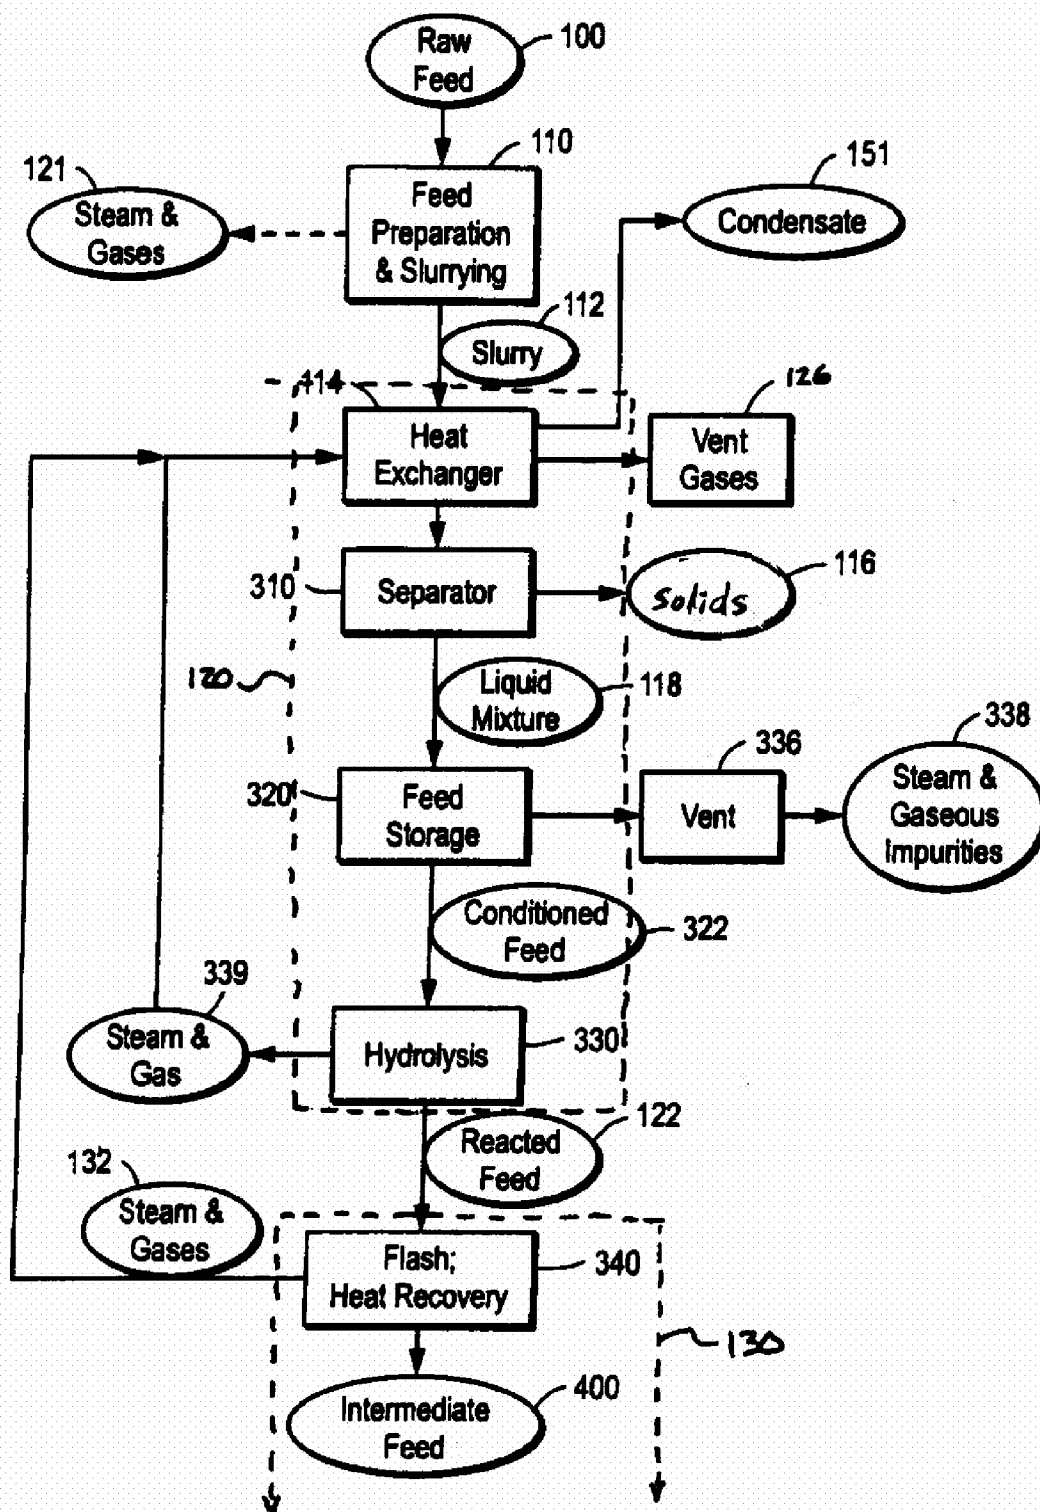 Raw
Feed
100
110
121
Steam &
Gases
Feed
Preparation
& Slurrying
151
Condensate
112
Slurry
414
Heat
Exchanger
126
Vent
Gases
310
Separator
116
Solids
120
Liquid
Mixture
118
320
Feed
Storage
336
Vent
338
Steam &
Gaseous
Impurities
Conditioned
Feed
322
339
Steam &
Gas
Hydrolysis
330
Reacted
Feed
122
132
Steam &
Gases
Flash;
Heat Recovery
340
130
Intermediate
Feed
400